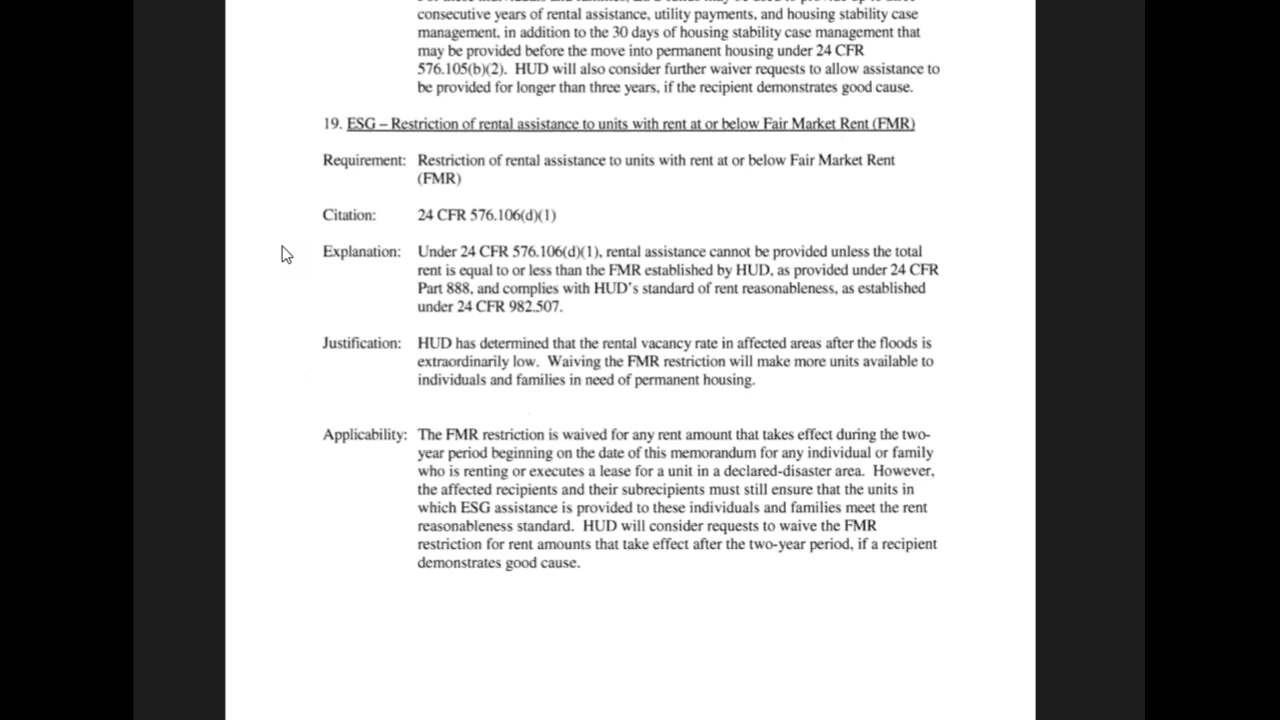 consecutive years of rental assistance, utility payments, and housing stability case
management, in addition to the 30 days of housing stability case management that
may be provided before the move into permanent housing under 24 CFR
576.105(b)(2).  HUD will also consider further waiver requests to allow assistance to
be provided for longer than three years, if the recipient demonstrates good cause.
19. ESG – Restriction of rental assistance to units with rent at or below Fair Market Rent (FMR)
Requirement: Restriction of rental assistance to units with rent at or below Fair Market Rent
(FMR)
Citation: 24 CFR 576.106(d)(1)
Explanation: Under 24 CFR 576.106(d)(1), rental assistance cannot be provided unless the total
rent is equal to or less than the FMR established by HUD, as provided under 24 CFR
Part 888, and complies with HUD's standard of rent reasonableness, as established
under 24 CFR 982.507.
Justification: HUD has determined that the rental vacancy rate in affected areas after the floods is
extraordinarily low.  Waiving the FMR restriction will make more units available to
individuals and families in need of permanent housing.
Applicability: The FMR restriction is waived for any rent amount that takes effect during the two-
year period beginning on the date of this memorandum for any individual or family
who is renting or executes a lease for a unit in a declared-disaster area.  However,
the affected recipients and their subrecipients must still ensure that the units in
which ESG assistance is provided to these individuals and families meet the rent
reasonableness standard.  HUD will consider requests to waive the FMR
restriction for rent amounts that take effect after the two-year period, if a recipient
demonstrates good cause.